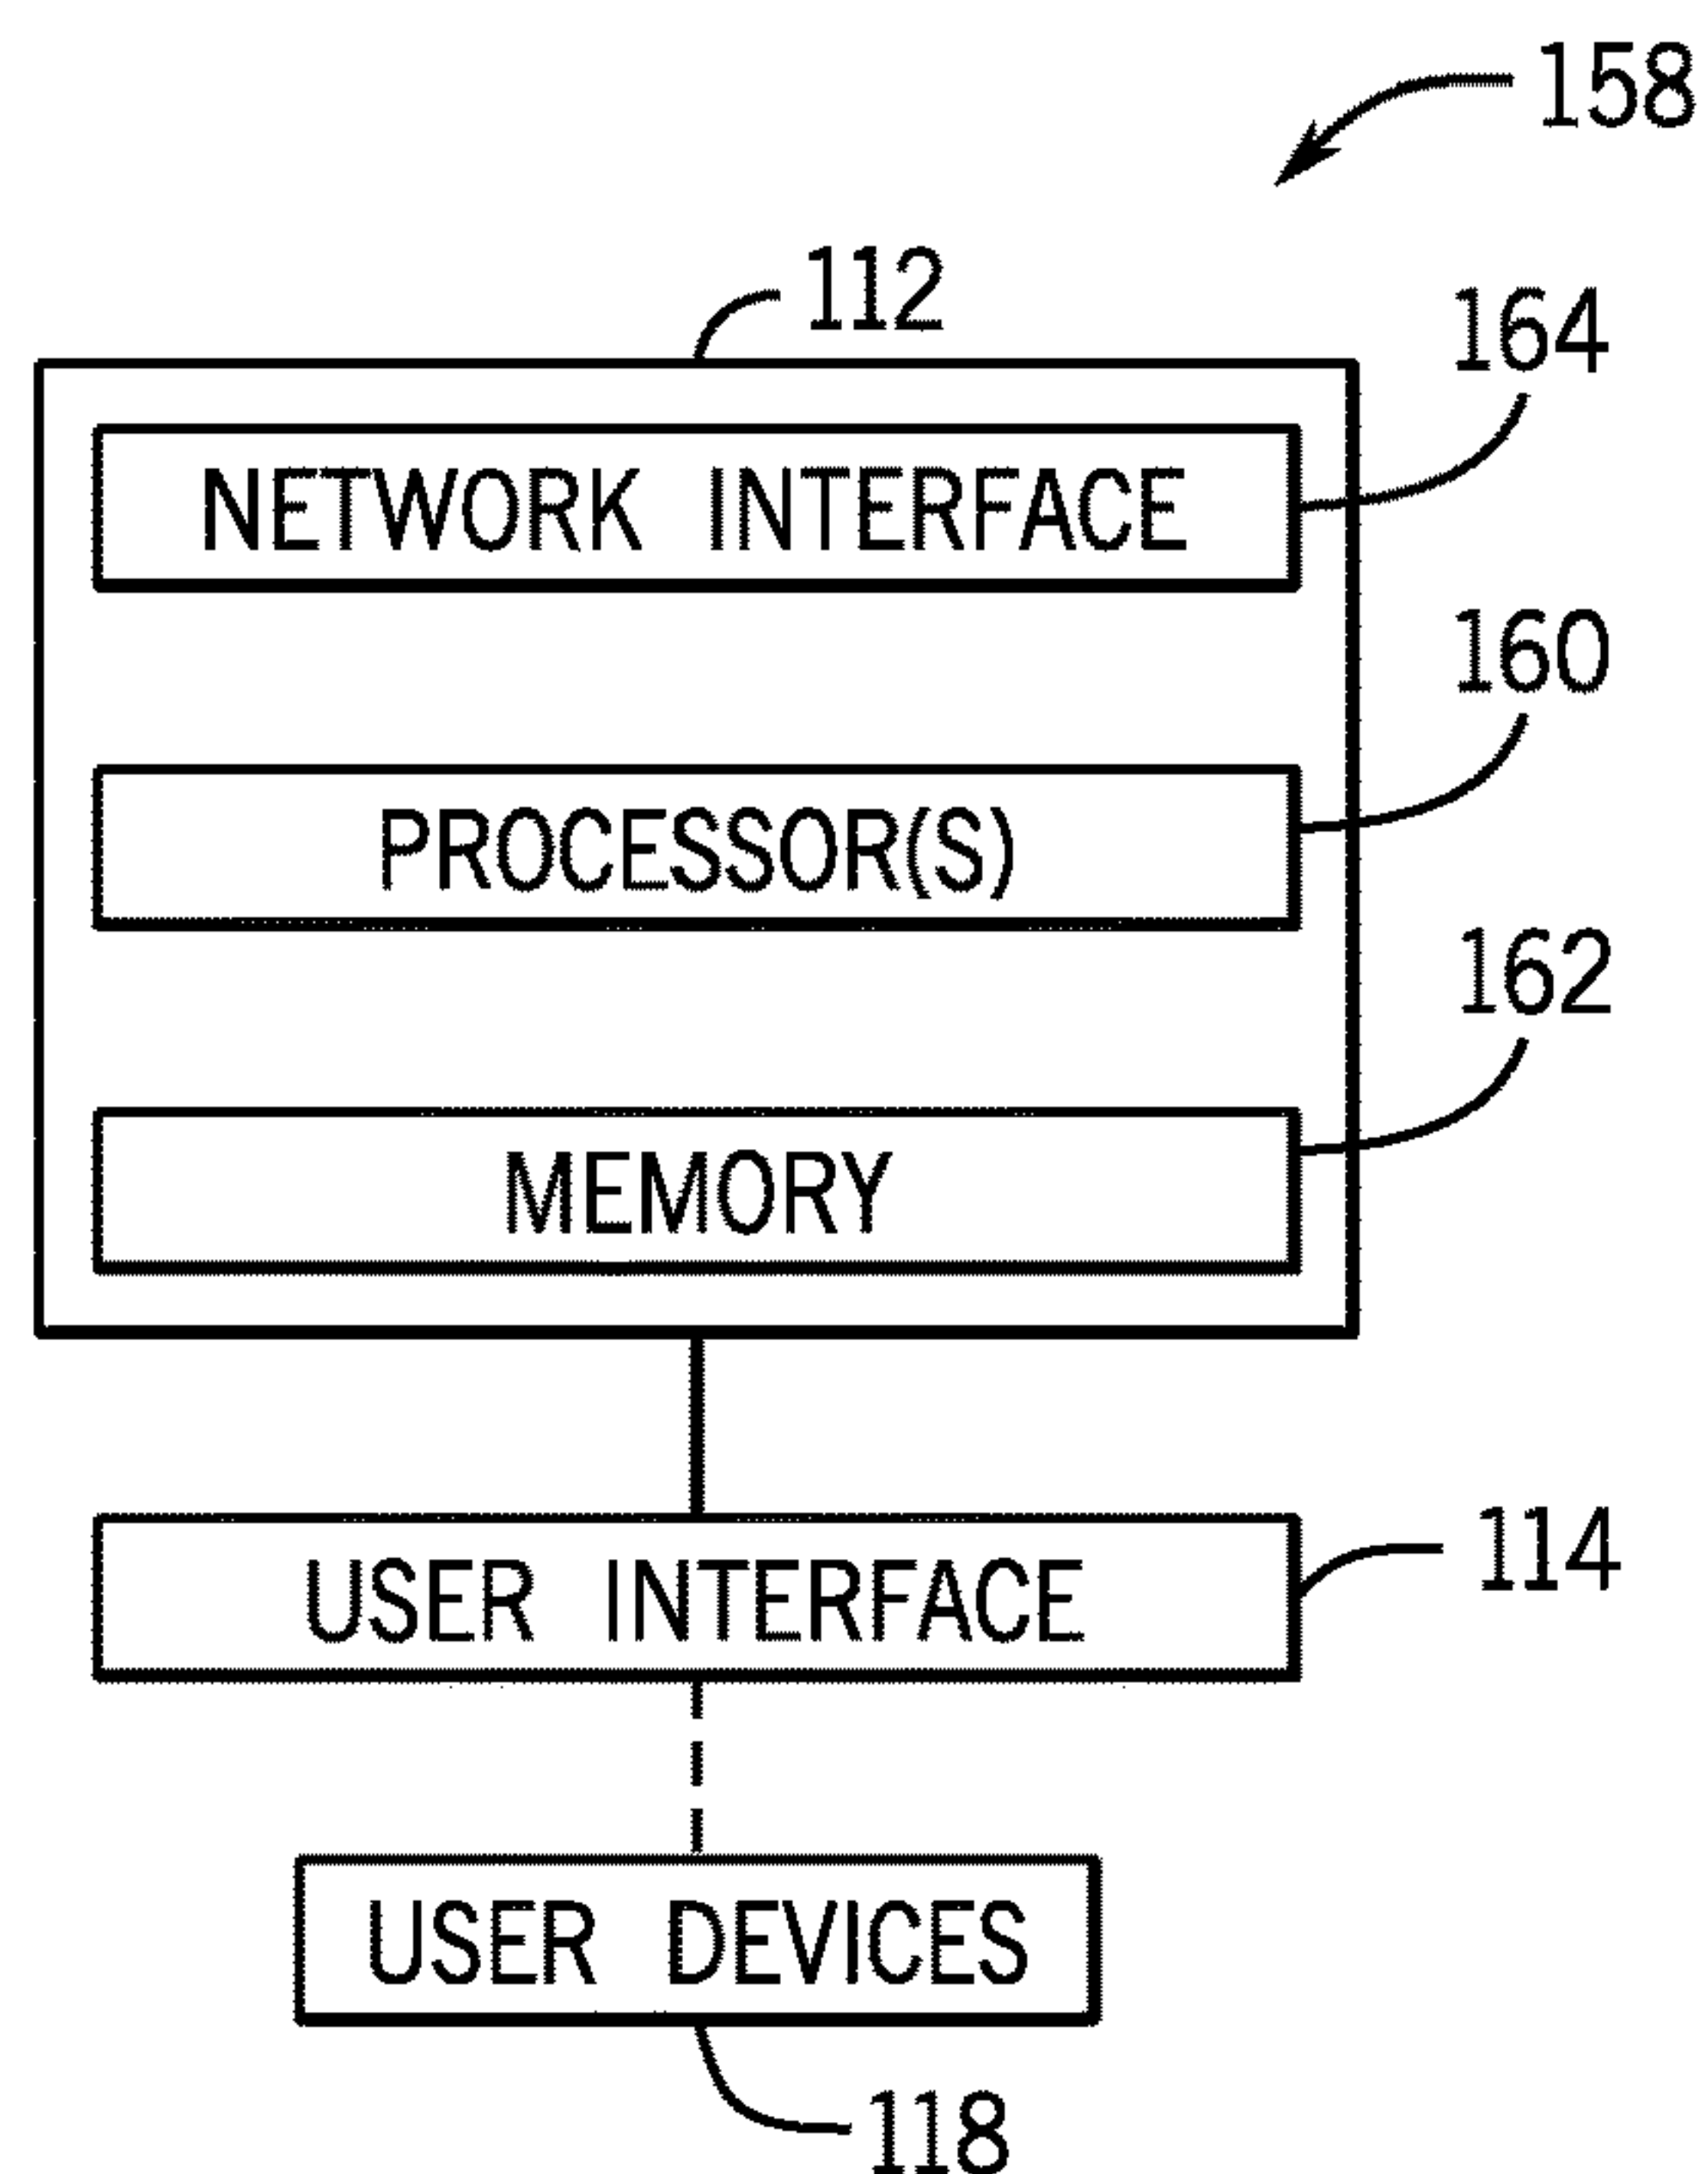 158
112
164
NETWORK INTERFACE
160
PROCESSOR(S)
162
MEMORY
114
USER INTERFACE
USER DEVICES
118